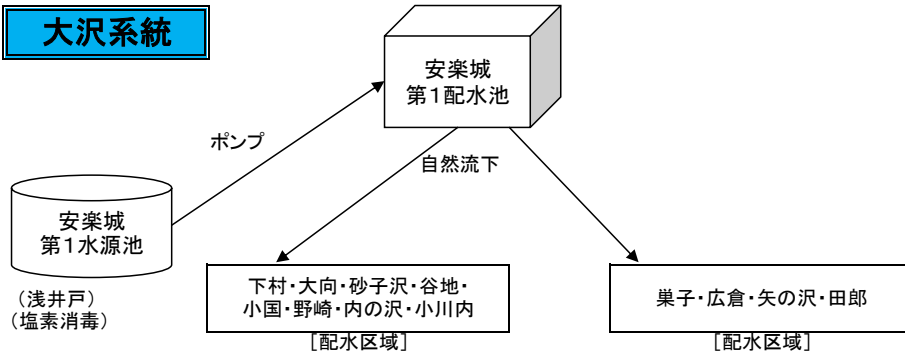 大沢系統
安楽城
第1配水池
ポンプ
自然流下
安楽城
第1水源池
（浅井戸）
（塩素消毒）
下村・大向・砂子沢・谷地・
小国・野崎・内の沢・小川内
［配水区域］
巣子・広倉・矢の沢・田郎
［配水区域］